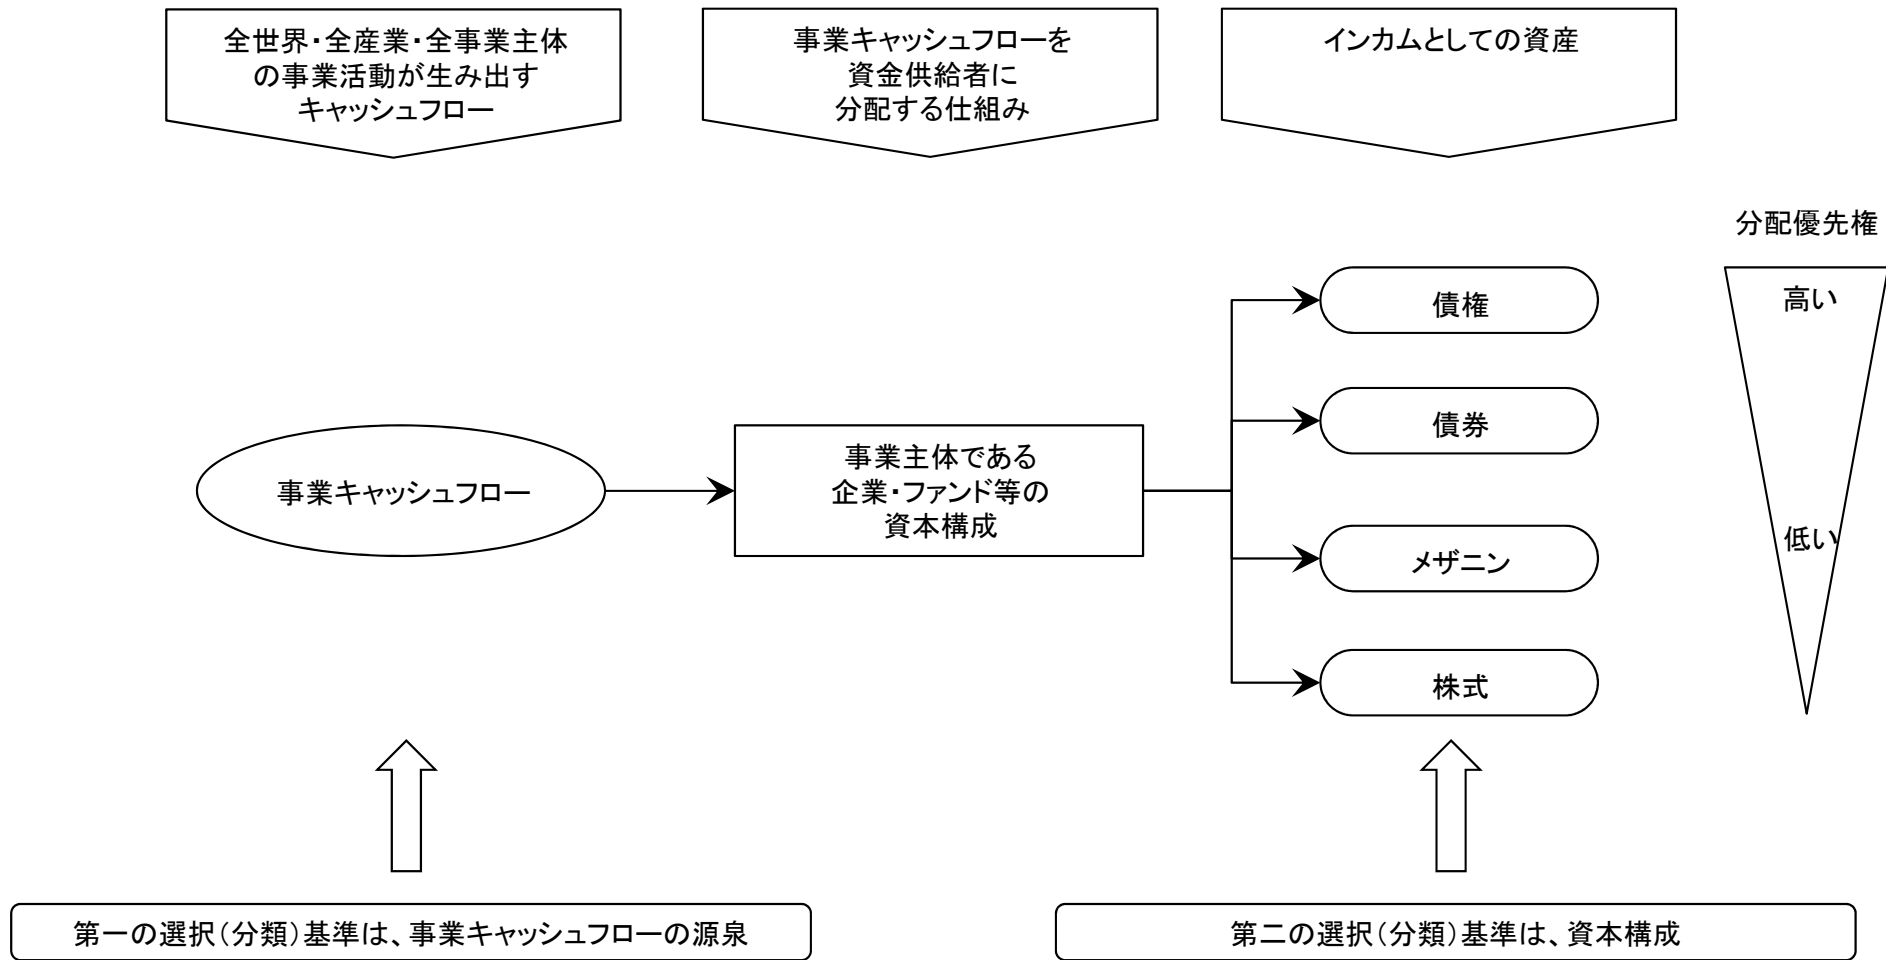 全世界・全産業・全事業主体
の事業活動が生み出す
キャッシュフロー
事業キャッシュフローを
資金供給者に
分配する仕組み
インカムとしての資産
分配優先権
高い
低い
事業キャッシュフロー
事業主体である
企業・ファンド等の
資本構成
債権
債券
メザニン
株式
第一の選択（分類）基準は、事業キャッシュフローの源泉
第二の選択（分類）基準は、資本構成